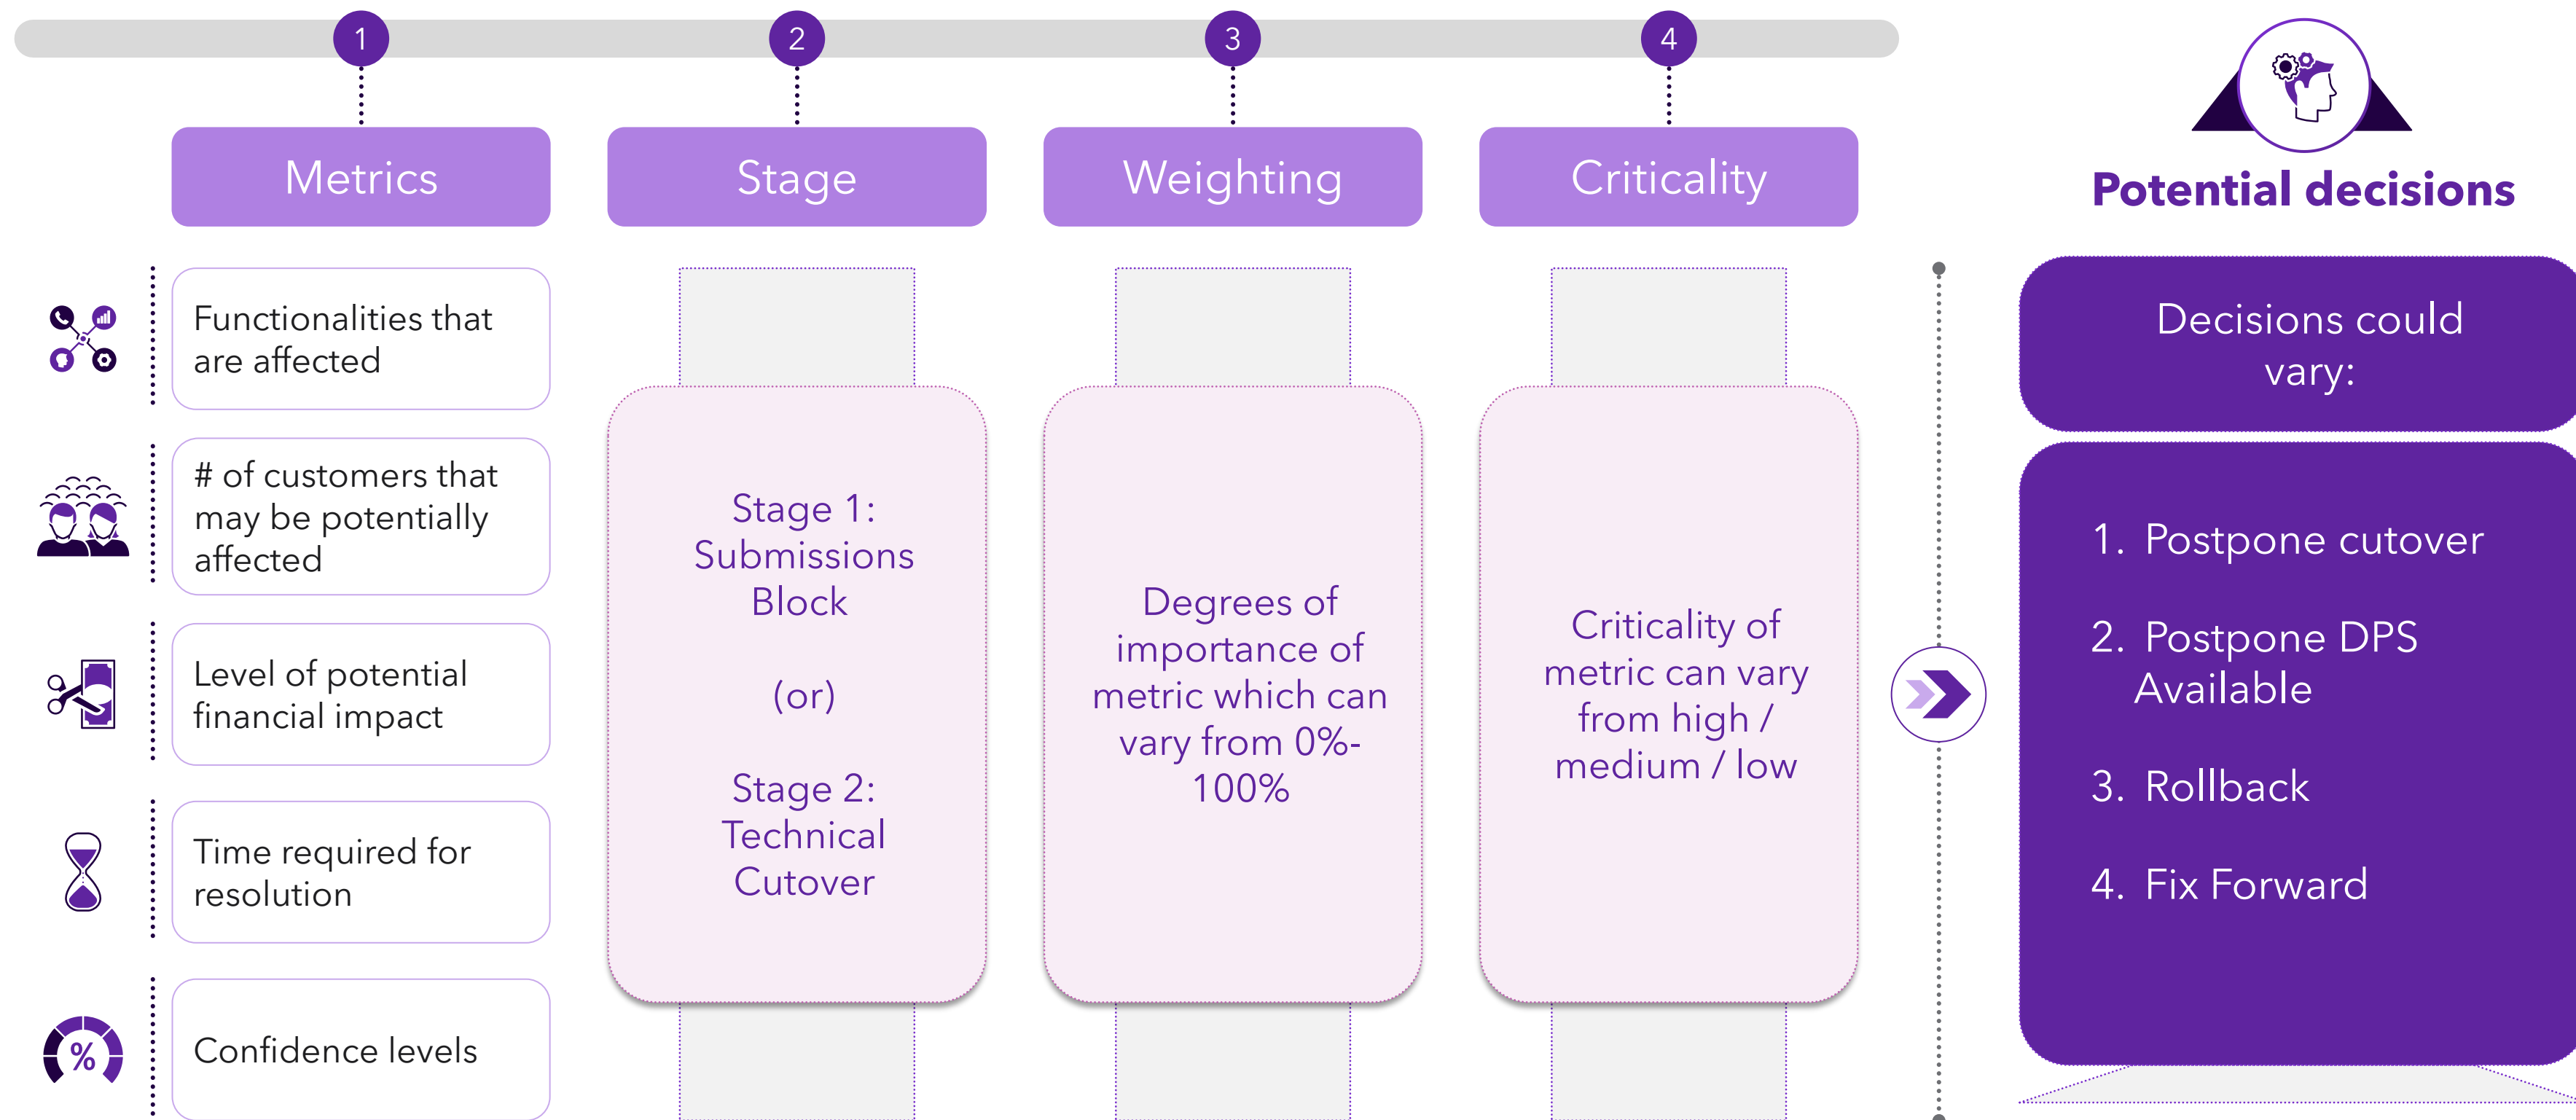 1
2
3
4
Metrics
Stage
Weighting
Criticality
Potential decisions
Functionalities that
are affected
# of customers that
may be potentially
affected
Level of potential
financial impact
Time required for
resolution
%
Confidence levels
Stage 1:
Submissions
Block
(or)
Stage 2:
Technical
Cutover
Degrees of
importance of
metric which can
vary from 0%-
100%
Criticality of
metric can vary
from high /
medium / low
Decisions could
vary:
1. Postpone cutover
2. Postpone DPS
Available
3. Rollback
4. Fix Forward